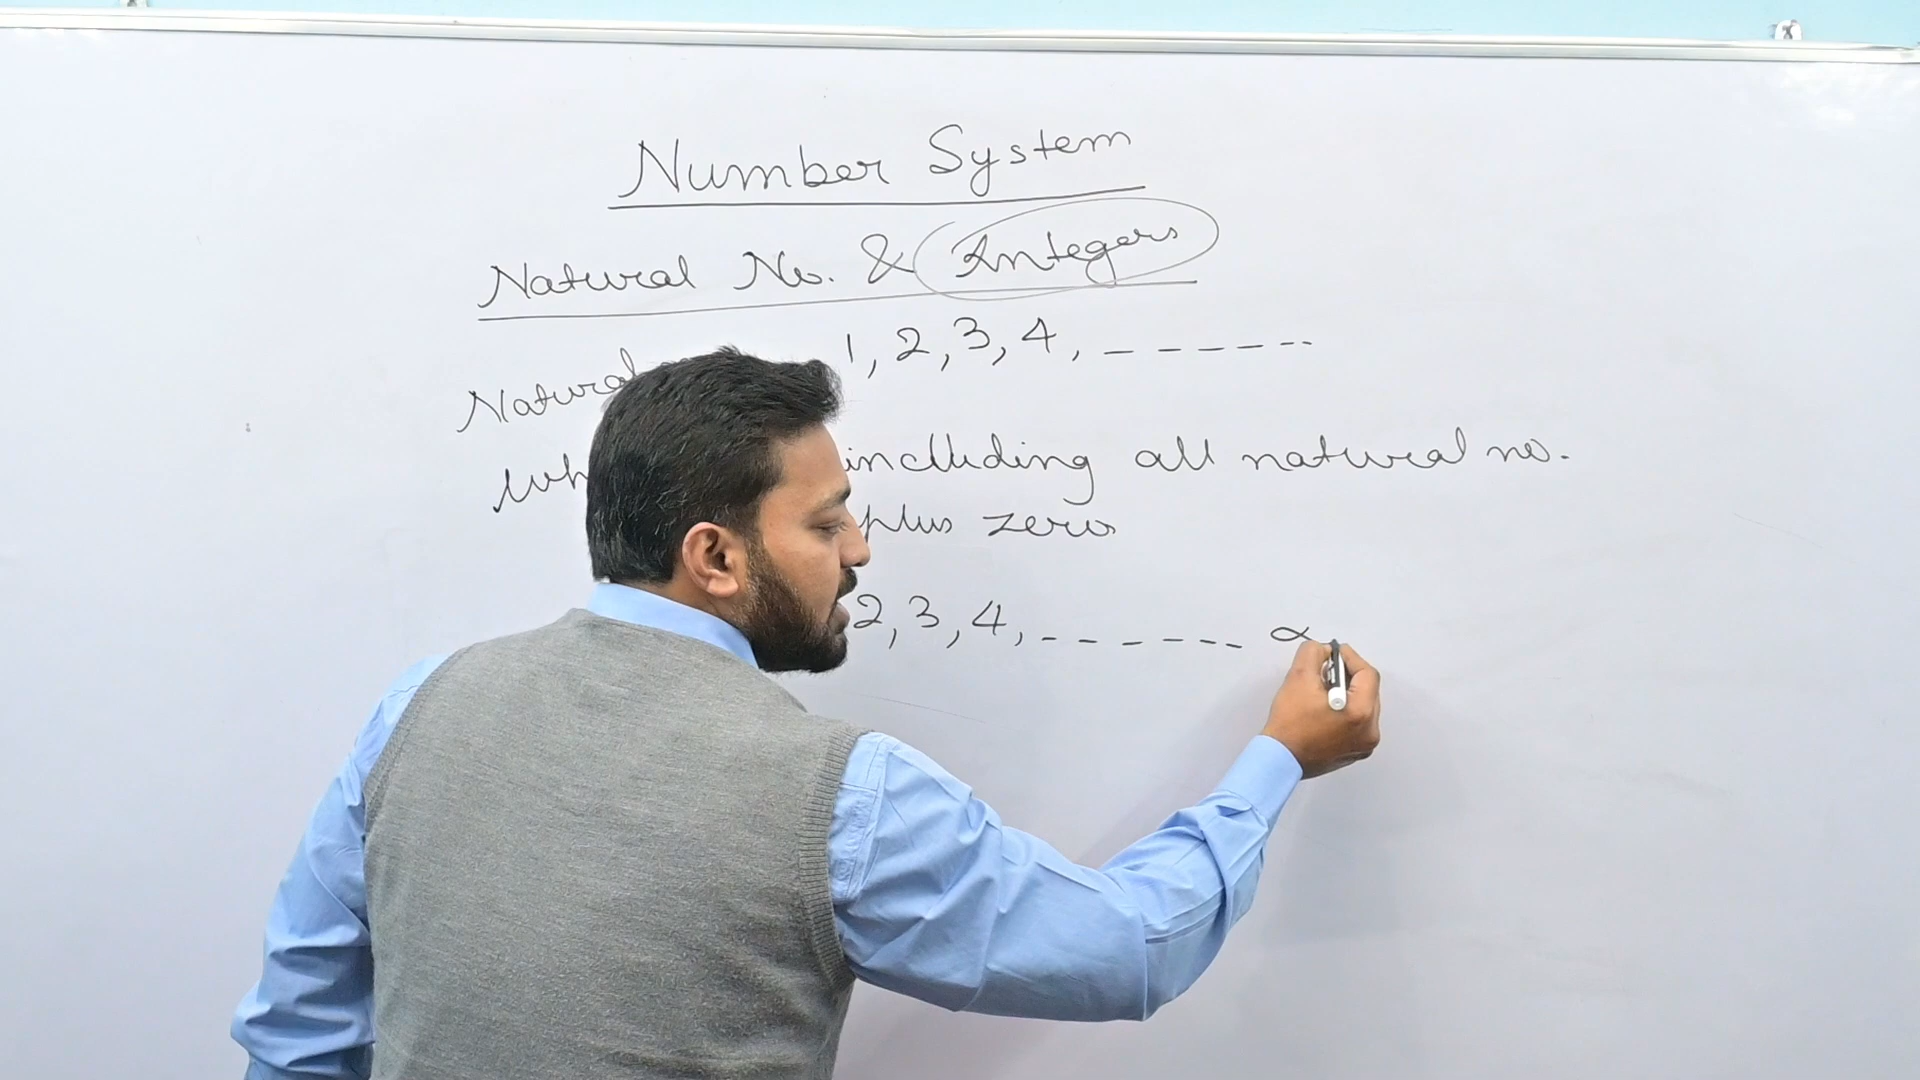 Number System
Natural No. & Integers
Natural 1, 2, 3, 4, ------
including all natural no.
plus zero
2, 3, 4, ------ ∝